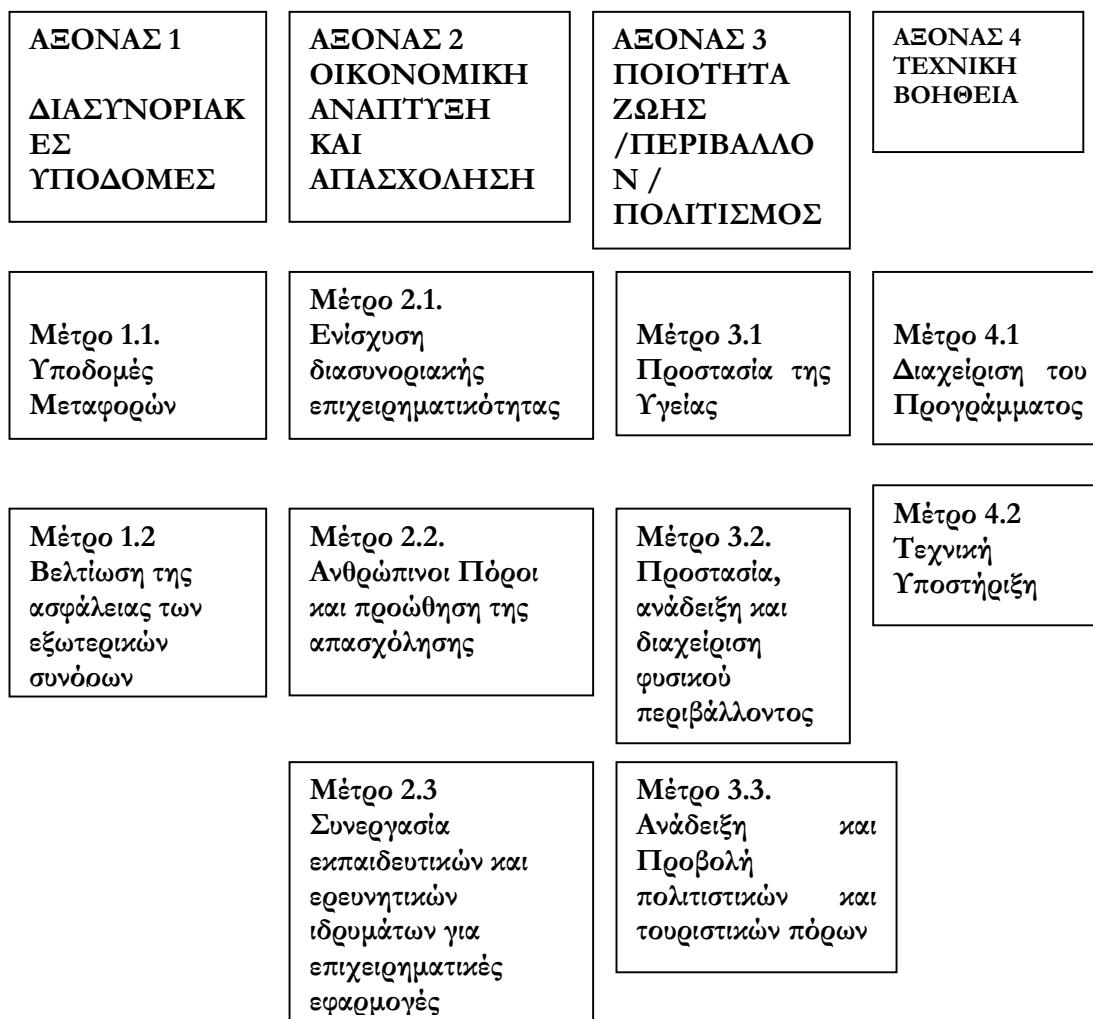 ΑΞΟΝΑΣ 1
ΔΙΑΣΥΝΟΡΙΑΚ
ΕΣ
ΥΠΟΔΟΜΕΣ
ΑΞΟΝΑΣ 2
ΟΙΚΟΝΟΜΙΚΗ
ΑΝΑΠΤΥΞΗ
ΚΑΙ
ΑΠΑΣΧΟΛΗΣΗ
ΑΞΟΝΑΣ 3
ΠΟΙΟΤΗΤΑ
ΖΩΗΣ
/ΠΕΡΙΒΑΛΛΟ
Ν /
ΠΟΛΙΤΙΣΜΟΣ
ΑΞΟΝΑΣ 4
ΤΕΧΝΙΚΗ
ΒΟΗΘΕΙΑ
Μέτρο 1.1.
Υποδομές
Μεταφορών
Μέτρο 2.1.
Ενίσχυση
διασυνοριακής
επιχειρηματικότητας
Μέτρο 3.1
Προστασία της
Υγείας
Μέτρο 4.1
Διαχείριση του
Προγράμματος
Μέτρο 1.2
Βελτίωση της
ασφάλειας των
εξωτερικών
συνόρων
Μέτρο 2.2.
Ανθρώπινοι Πόροι
και προώθηση της
απασχόλησης
Μέτρο 3.2.
Προστασία,
ανάδειξη και
διαχείριση
φυσικού
περιβάλλοντος
Μέτρο 4.2
Τεχνική
Υποστήριξη
Μέτρο 2.3
Συνεργασία
εκπαιδευτικών και
ερευνητικών
ιδρυμάτων για
επιχειρηματικές
εφαρμογές
Μέτρο 3.3.
Ανάδειξη και
Προβολή
πολιτιστικών και
τουριστικών πόρων